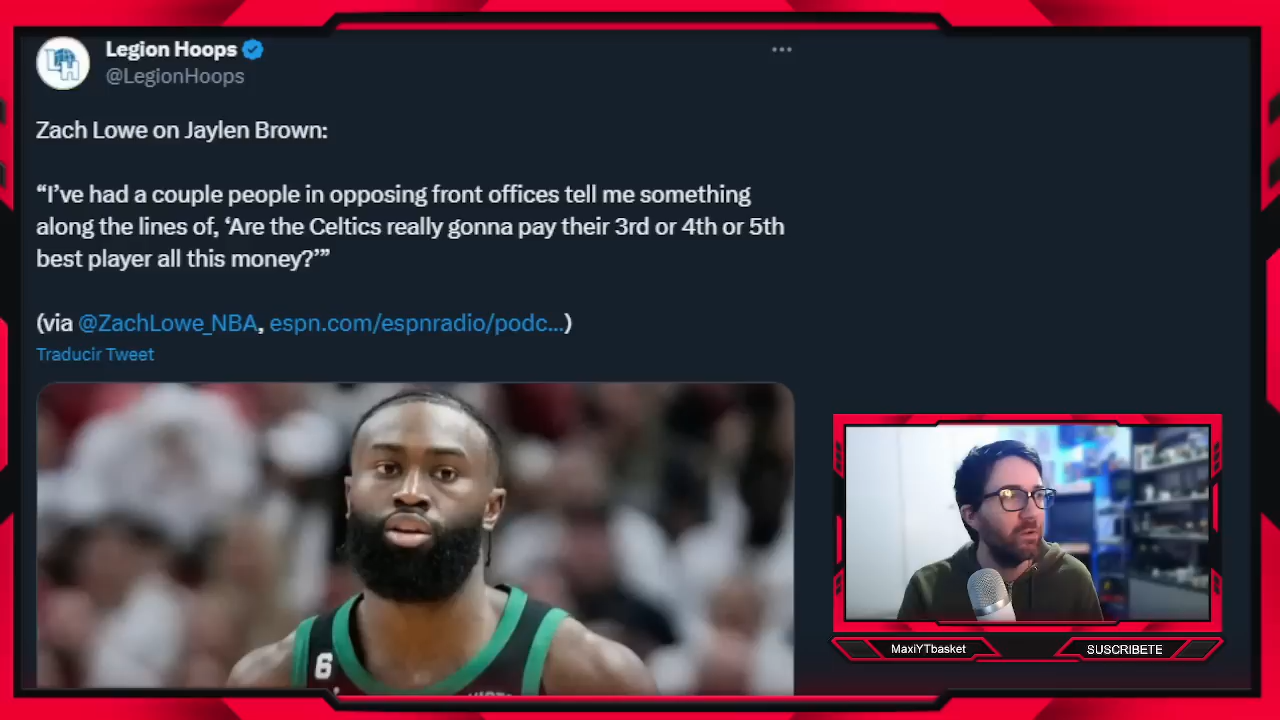 Legion Hoops
@LegionHoops
Zach Lowe on Jaylen Brown:
“I’ve had a couple people in opposing front offices tell me something
along the lines of, ‘Are the Celtics really gonna pay their 3rd or 4th or 5th
best player all this money?’”
(via @ZachLowe_NBA, espn.com/espnradio/podc...)
Traducir Tweet
6
MaxiYTbasket
SUSCRIBETE